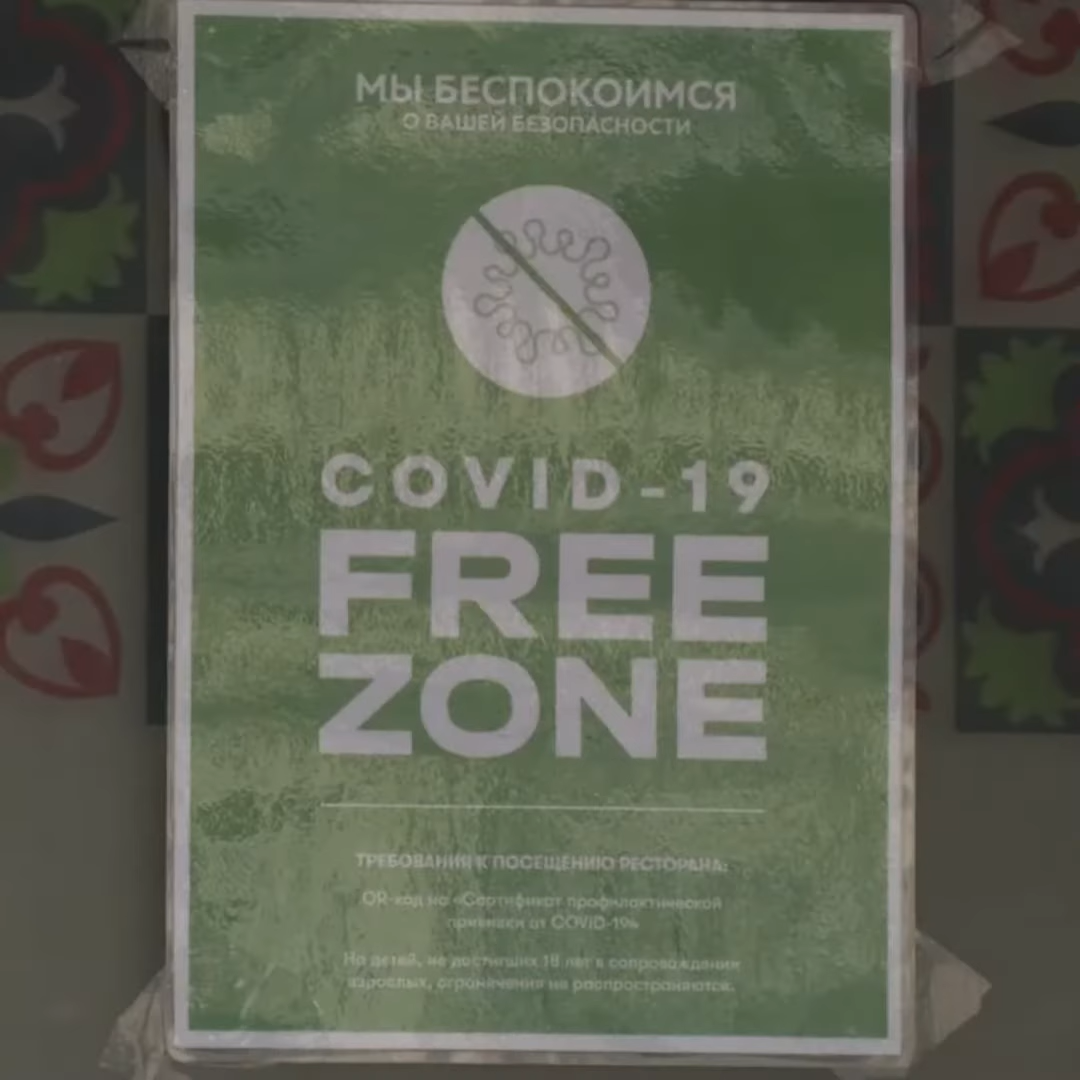 МЫ БЕСПОКОИМСЯ
О ВАШЕЙ БЕЗОПАСНОСТИ
COVID-19
FREE
ZONE
ТРЕБОВАНИЯ К ПОСЕЩЕНИЮ РЕСТОРАНА:
QR-код на «Сертификат профилактической
прививки от COVID-19»
На детей, не достигших 18 лет в сопровождении
взрослых, ограничения не распространяются.